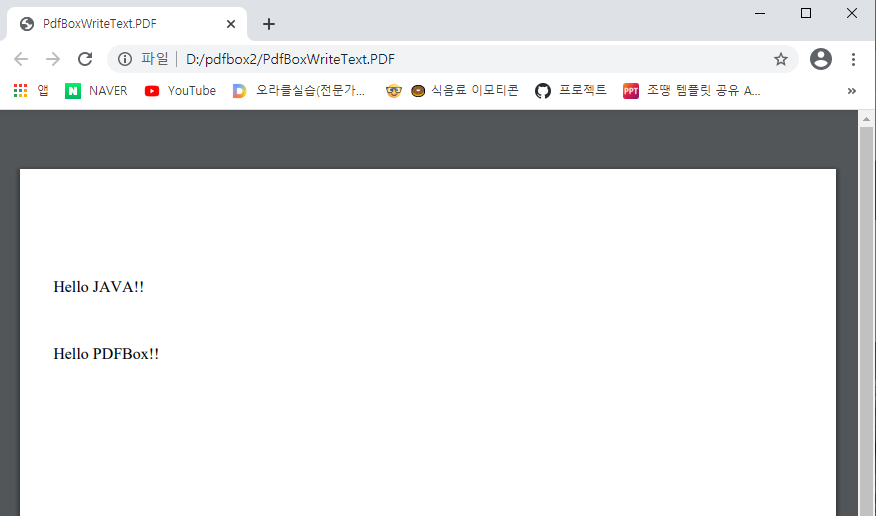 PdfBoxWriteText.PDF
파일 | D:/pdfbox2/PdfBoxWriteText.PDF
앱 NAVER YouTube 오라클실습(전문가... 식음료 이모티콘 프로젝트 PPT 조땡 템플릿 공유 A... »
Hello JAVA!!
Hello PDFBox!!